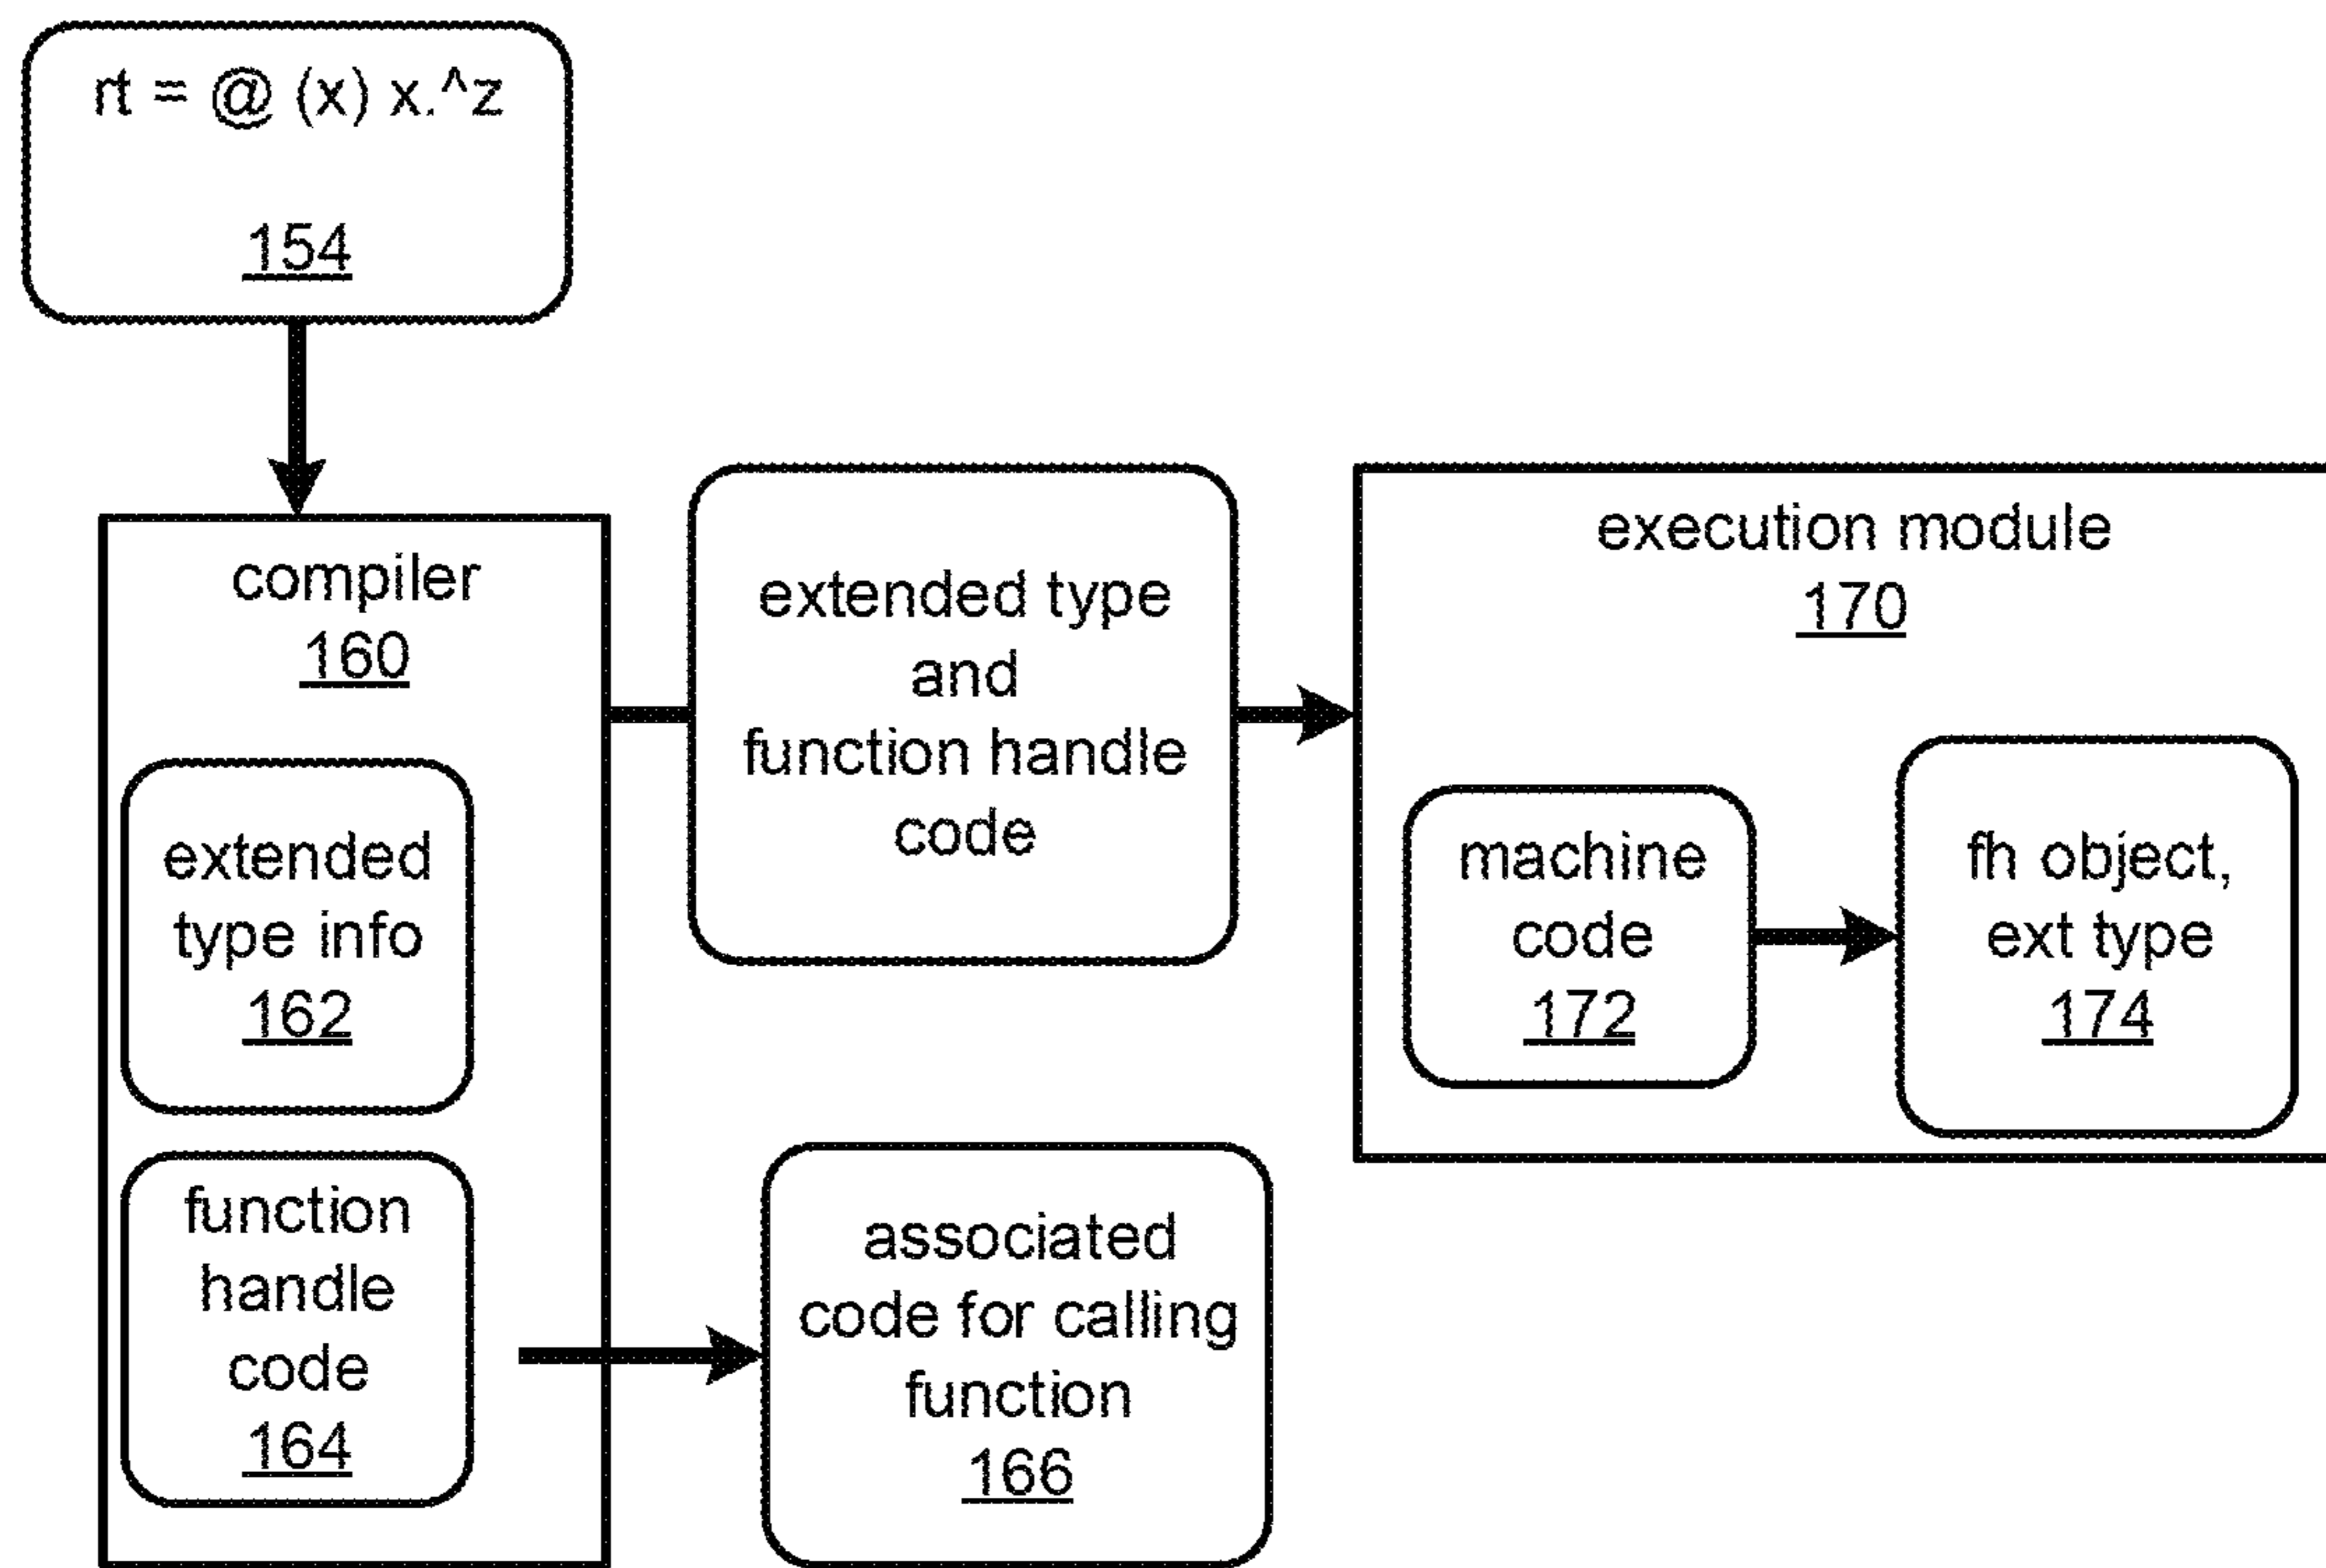 rt = @ (x) x.^z
154
compiler
160
extended
type info
162
function
handle
code
164
extended type
and
function handle
code
associated
code for calling
function
166
execution module
170
machine
code
172
fh object,
ext type
174